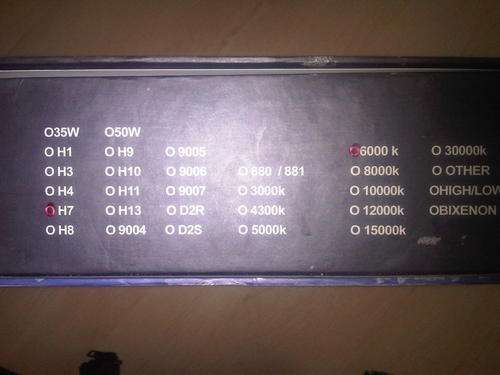 O35W O50W
O H1 O H9 O 9005 O 6000 k O 30000k
O H3 O H10 O 9006 O 880 / 881 O 8000k O OTHER
O H4 O H11 O 9007 O 3000k O 10000k OHIGH/LOW
O H7 O H13 O D2R O 4300k O 12000k OBIXENON
O H8 O 9004 O D2S O 5000k O 15000k